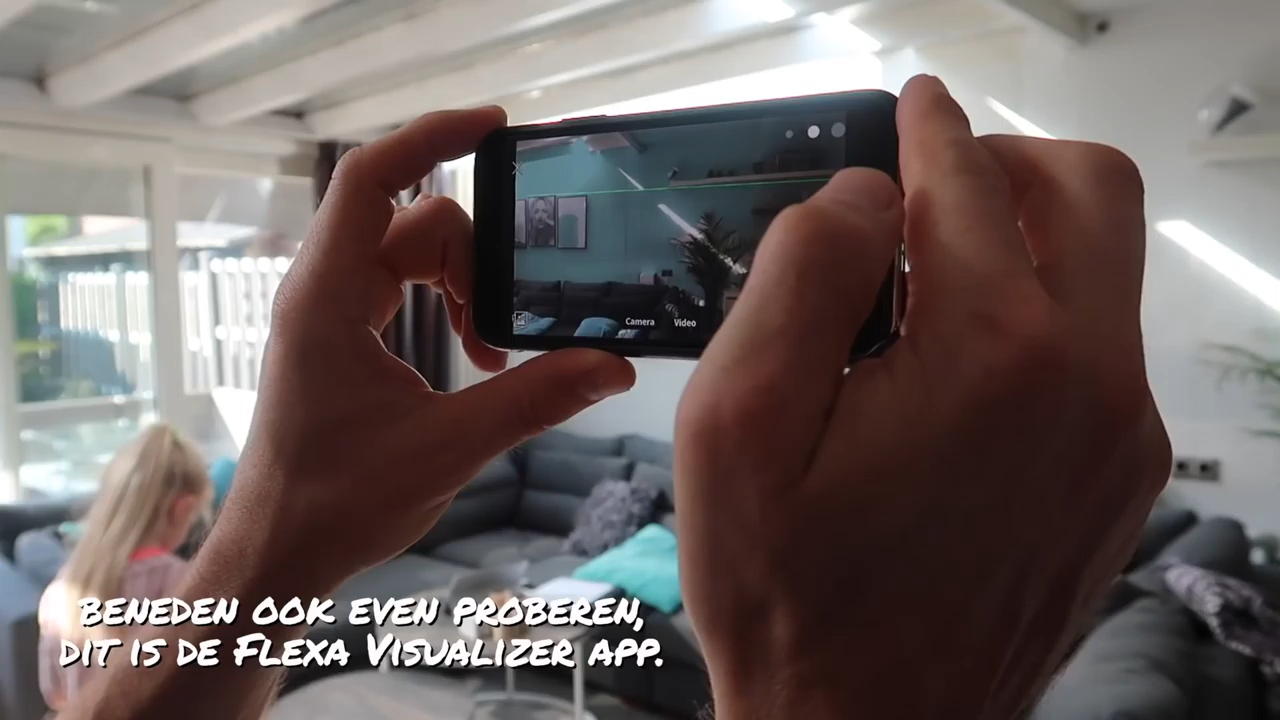 Camera Video
BENEDEN OOK EVEN PROBEREN,
DIT IS DE FLEXA VISUALIZER APP.